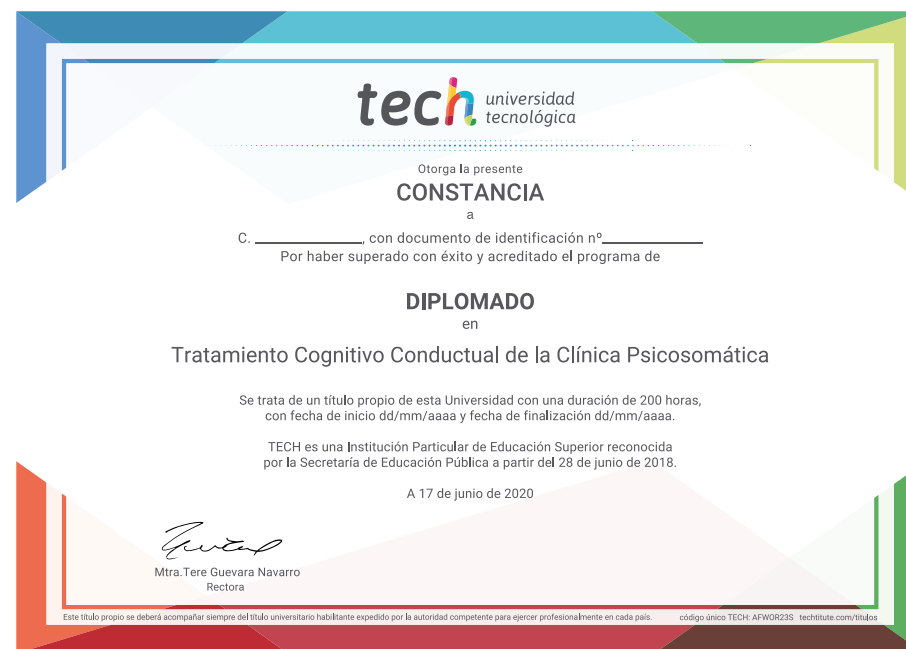 tech universidad
tecnológica
Otorga la presente
CONSTANCIA
a
C. ____________, con documento de identificación nº____________
Por haber superado con éxito y acreditado el programa de
DIPLOMADO
en
Tratamiento Cognitivo Conductual de la Clínica Psicosomática
Se trata de un título propio de esta Universidad con una duración de 200 horas,
con fecha de inicio dd/mm/aaaa y fecha de finalización dd/mm/aaaa.
TECH es una Institución Particular de Educación Superior reconocida
por la Secretaría de Educación Pública a partir del 28 de junio de 2018.
A 17 de junio de 2020
Mtra.Tere Guevara Navarro
Rectora
Este título propio se deberá acompañar siempre del título universitario habilitante expedido por la autoridad competente para ejercer profesionalmente en cada país. código único TECH: AFWOR23S techtitute.com/titulos